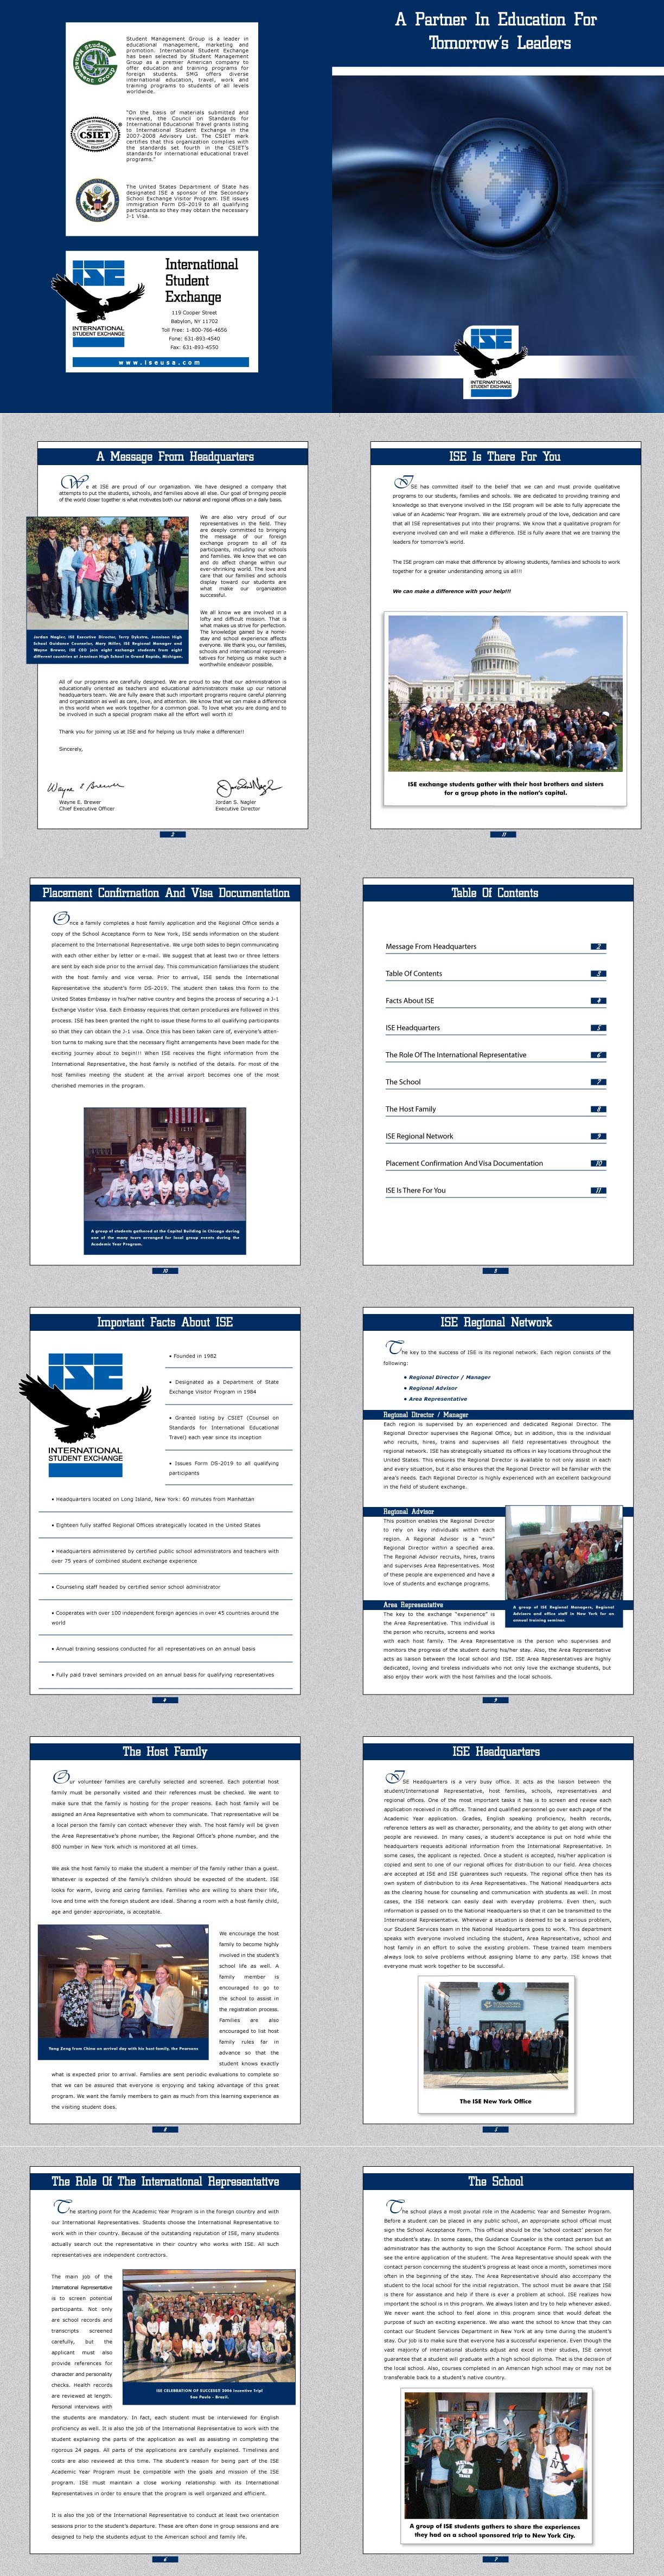 Student Management Group is a leader in
educational management, marketing and
promotion. International Student Exchange
has been selected by Student Management
Group as a premier American company to
offer education and training programs for
foreign students. SMG offers diverse
international education, travel, work and
training programs to students of all levels
worldwide.
"On the basis of materials submitted and
reviewed, the Council on Standards for
International Educational Travel grants listing
to International Student Exchange in the
2007-2008 Advisory List. The CSIET mark
certifies that this organization complies with
the standards set fourth in the CSIET's
standards for international educational travel
programs."
CSIET
The United States Department of State has
designated ISE a sponsor of the Secondary
School Exchange Visitor Program. ISE issues
immigration Form DS-2019 to all qualifying
participants so they may obtain the necessary
J-1 Visa.
ISE
INTERNATIONAL
STUDENT EXCHANGE
International
Student
Exchange
119 Cooper Street
Babylon, NY 11702
Toll Free: 1-800-766-4656
Fone: 631-893-4540
Fax: 631-893-4550
www.iseusa.com
A Partner In Education For
Tomorrow's Leaders
ISE
INTERNATIONAL
STUDENT EXCHANGE
A Message From Headquarters
We at ISE are proud of our organization. We have designed a company that
attempts to put the students, schools, and families above all else. Our goal of bringing people
of the world closer together is what motivates both our national and regional offices on a daily basis.
We are also very proud of our
representatives in the field. They
are deeply committed to bringing
the message of our foreign
exchange program to all of its
participants, including our schools
and families. We know that we can
and do affect change within our
ever-shrinking world. The love and
care that our families and schools
display toward our students are
what make our organization
successful.
Jordan Nagler, ISE Executive Director, Terry Dykstra, Jennison High
School Guidance Counselor, Mary Miller, ISE Regional Manager and
Wayne Brewer, ISE CEO join eight exchange students from eight
different countries at Jennison High School in Grand Rapids, Michigan.
We all know we are involved in a
lofty and difficult mission. That is
what makes us strive for perfection.
The knowledge gained by a home-
stay and school experience affects
everyone. We thank you, our families,
schools and international represen-
tatives for helping us make such a
worthwhile endeavor possible.
All of our programs are carefully designed. We are proud to say that our administration is
educationally oriented as teachers and educational administrators make up our national
headquarters team. We are fully aware that such important programs require careful planning
and organization as well as care, love, and attention. We know that we can make a difference
in this world when we work together for a common goal. To love what you are doing and to
be involved in such a special program make all the effort well worth it!
Thank you for joining us at ISE and for helping us truly make a difference!!
Sincerely,
Wayne E. Brewer
Chief Executive Officer
Jordan S. Nagler
Executive Director
2
ISE Is There For You
ISE has committed itself to the belief that we can and must provide qualitative
programs to our students, families and schools. We are dedicated to providing training and
knowledge so that everyone involved in the ISE program will be able to fully appreciate the
value of an Academic Year Program. We are extremely proud of the love, dedication and care
that all ISE representatives put into their programs. We know that a qualitative program for
everyone involved in can and will make a difference. ISE is fully aware that we are training the
leaders for tomorrow's world.
The ISE program can make that difference by allowing students, families and schools to work
together for a greater understanding among us all!!!
We can make a difference with your help!!!
ISE exchange students gather with their host brothers and sisters
for a group photo in the nation's capital.
11
Placement Confirmation And Visa Documentation
Once a family completes a host family application and the Regional Office sends a
copy of the School Acceptance Form to New York, ISE sends information on the student
placement to the International Representative. We urge both sides to begin communicating
with each other either by letter or e-mail. We suggest that at least two or three letters
are sent by each side prior to the arrival day. This communication familiarizes the student
with the host family and vice versa. Prior to arrival, ISE sends the International
Representative the student's form DS-2019. The student then takes this form to the
United States Embassy in his/her native country and begins the process of securing a J-1
Exchange Visitor Visa. Each Embassy requires that certain procedures are followed in this
process. ISE has been granted the right to issue these forms to all qualifying participants
so that they can obtain the J-1 visa. Once this has been taken care of, everyone's atten-
tion turns to making sure that the necessary flight arrangements have been made for the
exciting journey about to begin!!! When ISE receives the flight information from the
International Representative, the host family is notified of the details. For most of the
host families meeting the student at the arrival airport becomes one of the most
cherished memories in the program.
A group of students gathered at the Capital Building in Chicago during
one of the many tours arranged for local group events during the
Academic Year Program.
10
Table Of Contents
Message From Headquarters 2
Table Of Contents 3
Facts About ISE 4
ISE Headquarters 5
The Role Of The International Representative 6
The School 7
The Host Family 8
ISE Regional Network 9
Placement Confirmation And Visa Documentation 10
ISE Is There For You 11
3
Important Facts About ISE
ISE
INTERNATIONAL
STUDENT EXCHANGE
• Founded in 1982
• Designated as a Department of State
Exchange Visitor Program in 1984
• Granted listing by CSIET (Counsel on
Standards for International Educational
Travel) each year since its inception
• Issues Form DS-2019 to all qualifying
participants
• Headquarters located on Long Island, New York: 60 minutes from Manhattan
• Eighteen fully staffed Regional Offices strategically located in the United States
• Headquarters administered by certified public school administrators and teachers with
over 75 years of combined student exchange experience
• Counseling staff headed by certified senior school administrator
• Cooperates with over 100 independent foreign agencies in over 45 countries around the
world
• Annual training sessions conducted for all representatives on an annual basis
• Fully paid travel seminars provided on an annual basis for qualifying representatives
4
ISE Regional Network
The key to the success of ISE is its regional network. Each region consists of the
following:
• Regional Director / Manager
• Regional Advisor
• Area Representative
Regional Director / Manager
Each region is supervised by an experienced and dedicated Regional Director. The
Regional Director supervises the Regional Office, but in addition, this is the individual
who recruits, hires, trains and supervises all field representatives throughout the
regional network. ISE has strategically situated its offices in key locations throughout the
United States. This ensures the Regional Director is available to not only assist in each
and every situation, but it also ensures that the Regional Director will be familiar with the
area's needs. Each Regional Director is highly experienced with an excellent background
in the field of student exchange.
Regional Advisor
This position enables the Regional Director
to rely on key individuals within each
region. A Regional Advisor is a "mini"
Regional Director within a specified area.
The Regional Advisor recruits, hires, trains
and supervises Area Representatives. Most
of these people are experienced and have a
love of students and exchange programs.
Area Representative
A group of ISE Regional Managers, Regional
Advisors and office staff in New York for an
annual training seminar.
The key to the exchange "experience" is
the Area Representative. This individual is
the person who recruits, screens and works
with each host family. The Area Representative is the person who supervises and
monitors the progress of the student during his/her stay. Also, the Area Representative
acts as liaison between the local school and ISE. ISE Area Representatives are highly
dedicated, loving and tireless individuals who not only love the exchange students, but
also enjoy their work with the host families and the local schools.
9
The Host Family
Our volunteer families are carefully selected and screened. Each potential host
family must be personally visited and their references must be checked. We want to
make sure that the family is hosting for the proper reasons. Each host family will be
assigned an Area Representative with whom to communicate. That representative will be
a local person the family can contact whenever they wish. The host family will be given
the Area Representative's phone number, the Regional Office's phone number, and the
800 number in New York which is monitored at all times.
We ask the host family to make the student a member of the family rather than a guest.
Whatever is expected of the family's children should be expected of the student. ISE
looks for warm, loving and caring families. Families who are willing to share their life,
love and time with the foreign student are ideal. Sharing a room with a host family child,
age and gender appropriate, is acceptable.
We encourage the host
family to become highly
involved in the student's
school life as well. A
family member is
encouraged to go to
the school to assist in
the registration process.
Families are also
encouraged to list host
family rules far in
advance so that the
student knows exactly
Yang Zeng from China on arrival day with his host family, the Pearsons
what is expected prior to arrival. Families are sent periodic evaluations to complete so
that we can be assured that everyone is enjoying and taking advantage of this great
program. We want the family members to gain as much from this learning experience as
the visiting student does.
8
ISE Headquarters
ISE Headquarters is a very busy office. It acts as the liaison between the
student/International Representative, host families, schools, representatives and
regional offices. One of the most important tasks it has is to screen and review each
application received in its office. Trained and qualified personnel go over each page of the
Academic Year application. Grades, English speaking proficiency, health records,
reference letters as well as character, personality, and the ability to get along with other
people are reviewed. In many cases, a student's acceptance is put on hold while the
headquarters requests additional information from the International Representative. In
some cases, the applicant is rejected. Once a student is accepted, his/her application is
copied and sent to one of our regional offices for distribution to our field. Area choices
are accepted at ISE and ISE guarantees such requests. The regional office then has its
own system of distribution to its Area Representatives. The National Headquarters acts
as the clearing house for counseling and communication with students as well. In most
cases, the ISE network can easily deal with everyday problems. Even then, such
information is passed on to the National Headquarters so that it can be transmitted to the
International Representative. Whenever a situation is deemed to be a serious problem,
our Student Services team in the National Headquarters goes to work. This department
speaks with everyone involved including the student, Area Representative, school and
host family in an effort to solve the existing problem. These trained team members
always look to solve problems without assigning blame to any party. ISE knows that
everyone must work together to be successful.
The ISE New York Office
5
The Role Of The International Representative
The starting point for the Academic Year Program is in the foreign country and with
our International Representatives. Students choose the International Representative to
work with in their country. Because of the outstanding reputation of ISE, many students
actually search out the representative in their country who works with ISE. All such
representatives are independent contractors.
The main job of the
International Representative
is to screen potential
participants. Not only
are school records and
transcripts screened
carefully, but the
applicant must also
provide references for
character and personality
checks. Health records
are reviewed at length.
Personal interviews with
ISE CELEBRATION OF SUCCESS! 2006 Incentive Trip!
Sao Paulo - Brazil.
the students are mandatory. In fact, each student must be interviewed for English
proficiency as well. It is also the job of the International Representative to work with the
student explaining the parts of the application as well as assisting in completing the
rigorous 24 pages. All parts of the applications are carefully explained. Timelines and
costs are also reviewed at this time. The student's reason for being part of the ISE
Academic Year Program must be compatible with the goals and mission of the ISE
program. ISE must maintain a close working relationship with its International
Representatives in order to ensure that the program is well organized and efficient.
It is also the job of the International Representative to conduct at least two orientation
sessions prior to the student's departure. These are often done in group sessions and are
designed to help the students adjust to the American school and family life.
6
The School
The school plays a most pivotal role in the Academic Year and Semester Program.
Before a student can be placed in any public school, an appropriate school official must
sign the School Acceptance Form. This official should be the 'school contact' person for
the student's stay. In some cases, the Guidance Counselor is the contact person but an
administrator has the authority to sign the School Acceptance Form. The school should
see the entire application of the student. The Area Representative should speak with the
contact person concerning the student's progress at least once a month, sometimes more
often in the beginning of the stay. The Area Representative should also accompany the
student to the local school for the initial registration. The school must be aware that ISE
is there for assistance and help if there is ever a problem at school. ISE realizes how
important the school is in this program. We always listen and try to help whenever asked.
We never want the school to feel alone in this program since that would defeat the
purpose of such an exciting experience. We also want the school to know that they can
contact our Student Services Department in New York at any time during the student's
stay. Our job is to make sure that everyone has a successful experience. Even though the
vast majority of international students adjust and excel in their studies, ISE cannot
guarantee that a student will graduate with a high school diploma. That is the decision of
the local school. Also, courses completed in an American high school may or may not be
transferable back to a student's native country.
A group of ISE students gathers to share the experiences
they had on a school sponsored trip to New York City.
7